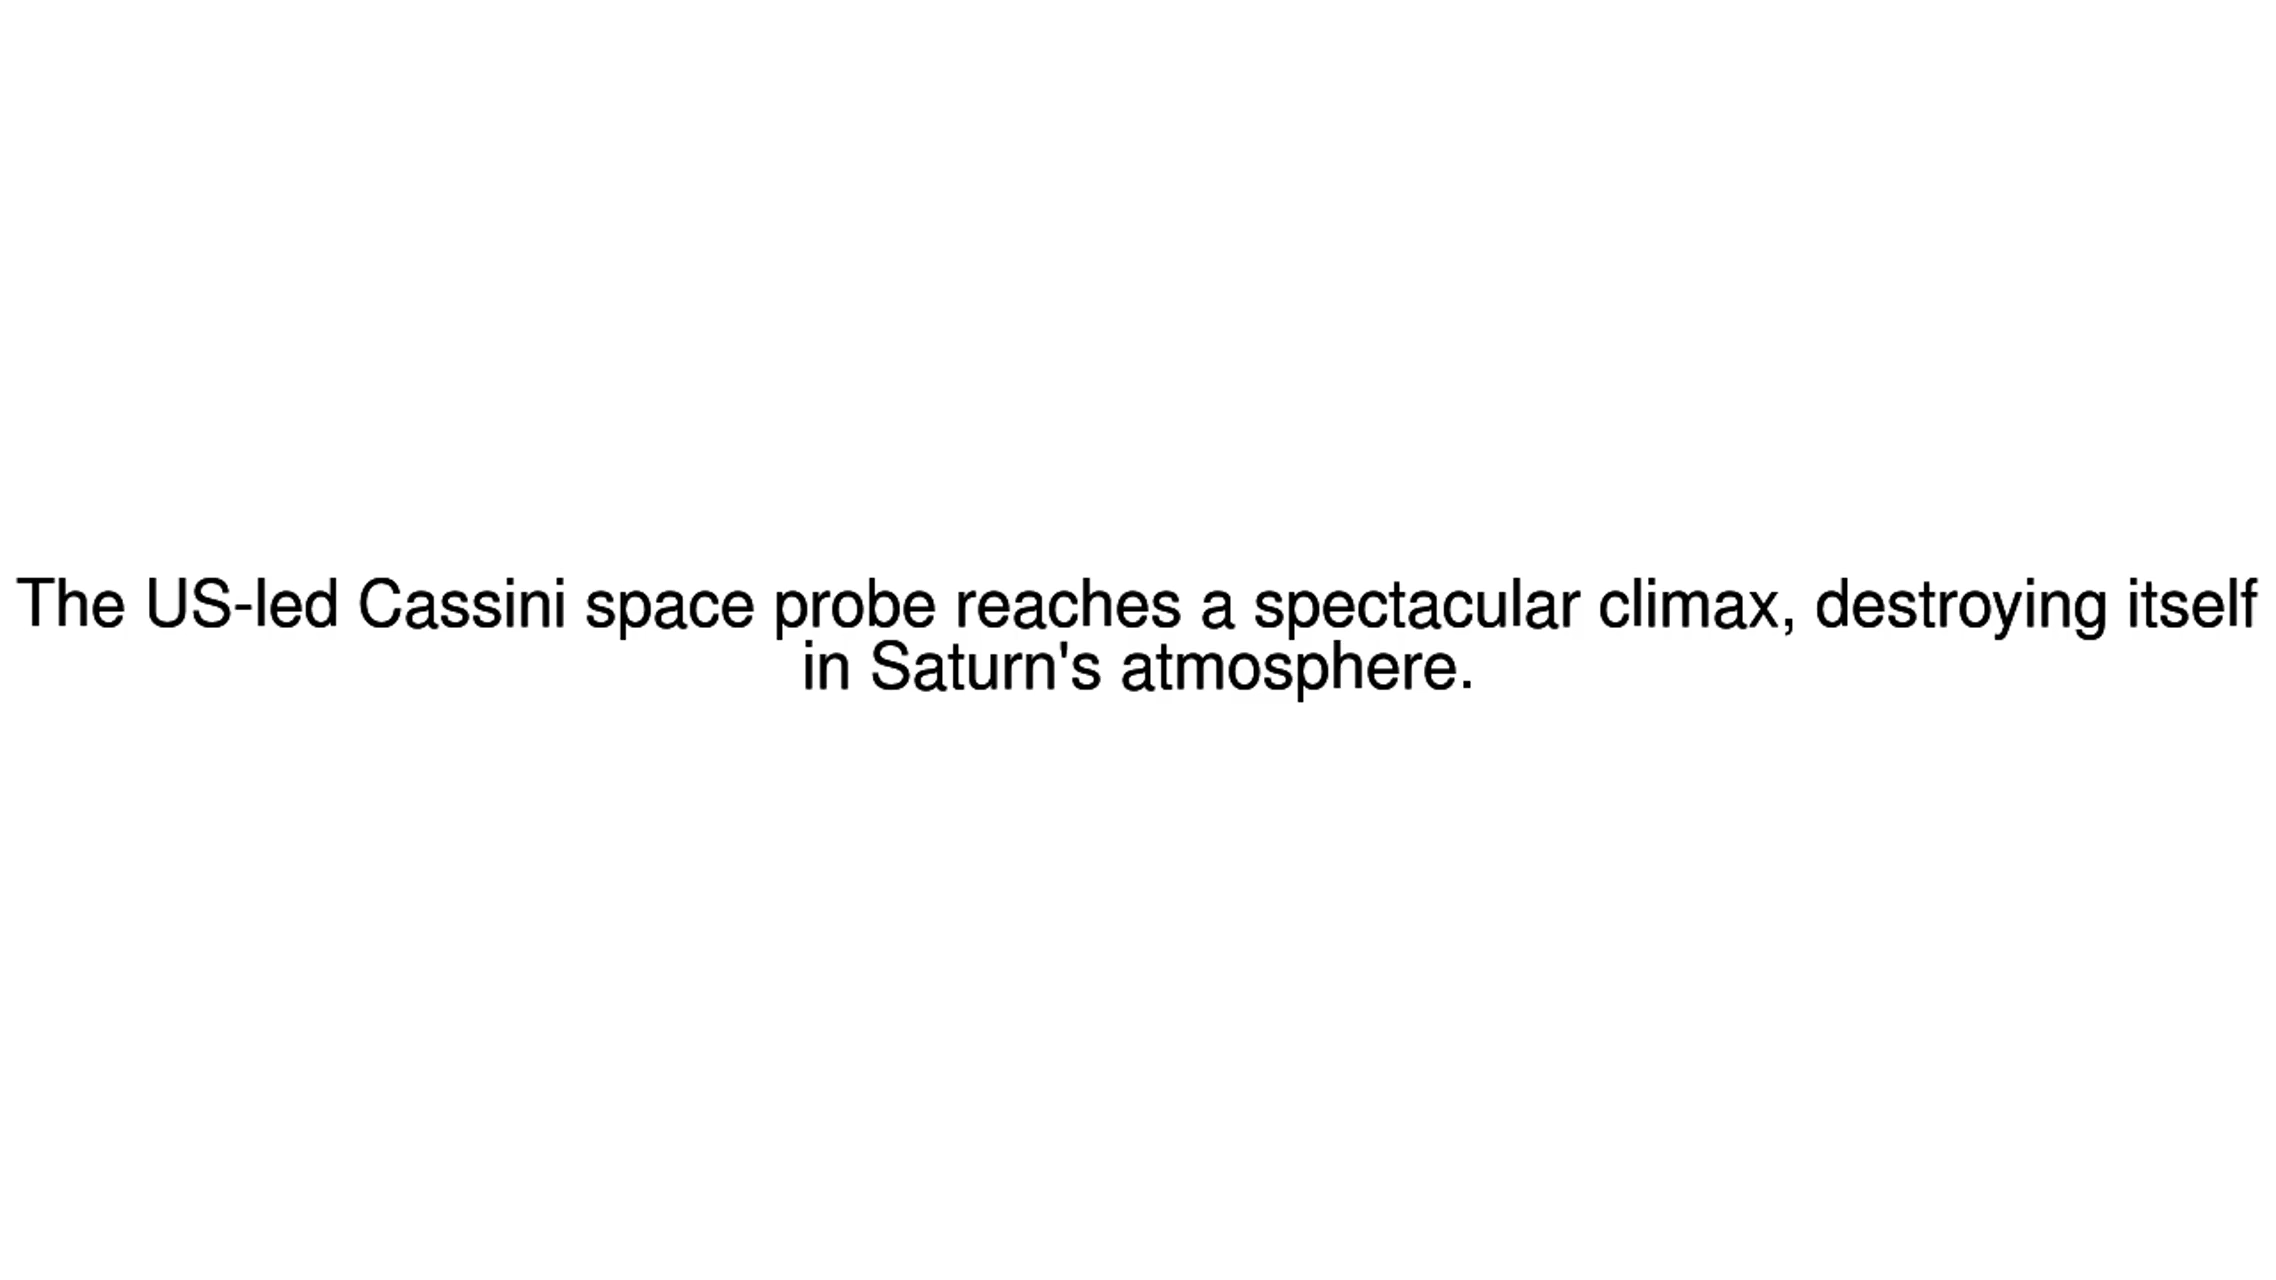 The US-led Cassini space probe reaches a spectacular climax, destroying itself
in Saturn's atmosphere.